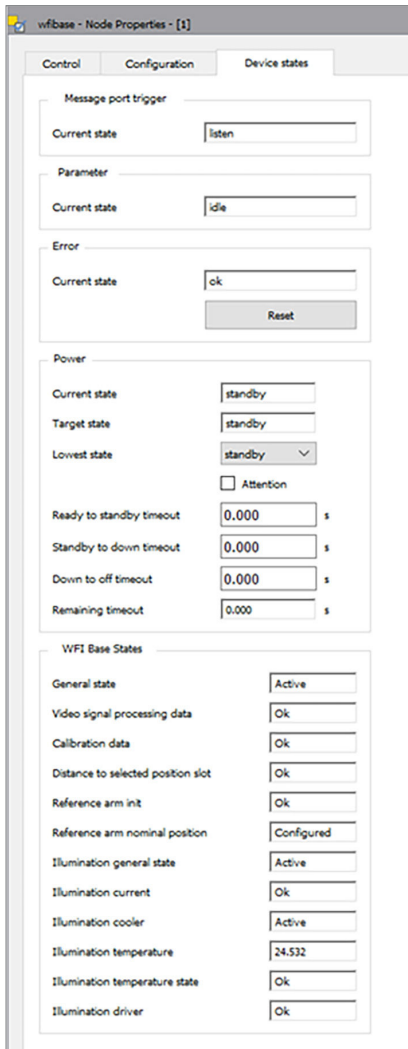 wfibase - Node Properties - [1]
Control Configuration Device states
Message port trigger
Current state listen
Parameter
Current state idle
Error
Current state ok
Reset
Power
Current state standby
Target state standby
Lowest state standby
Attention
Ready to standby timeout 0.000 s
Standby to down timeout 0.000 s
Down to off timeout 0.000 s
Remaining timeout 0.000 s
WFI Base States
General state Active
Video signal processing data Ok
Calibration data Ok
Distance to selected position slot Ok
Reference arm init Ok
Reference arm nominal position Configured
Illumination general state Active
Illumination current Ok
Illumination cooler Active
Illumination temperature 24.532
Illumination temperature state Ok
Illumination driver Ok